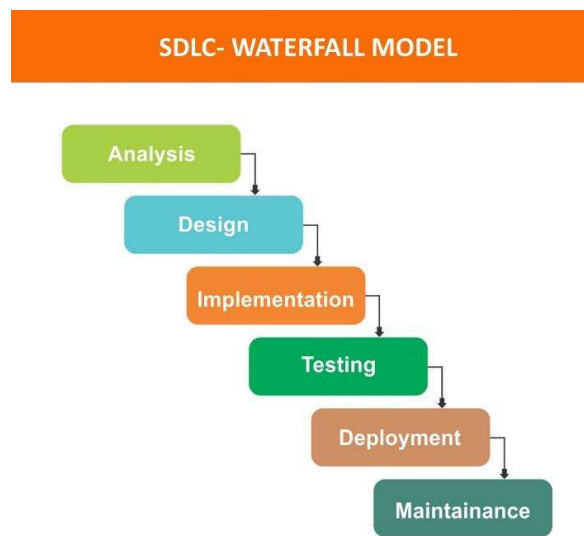 SDLC- WATERFALL MODEL
Analysis
Design
Implementation
Testing
Deployment
Maintainance